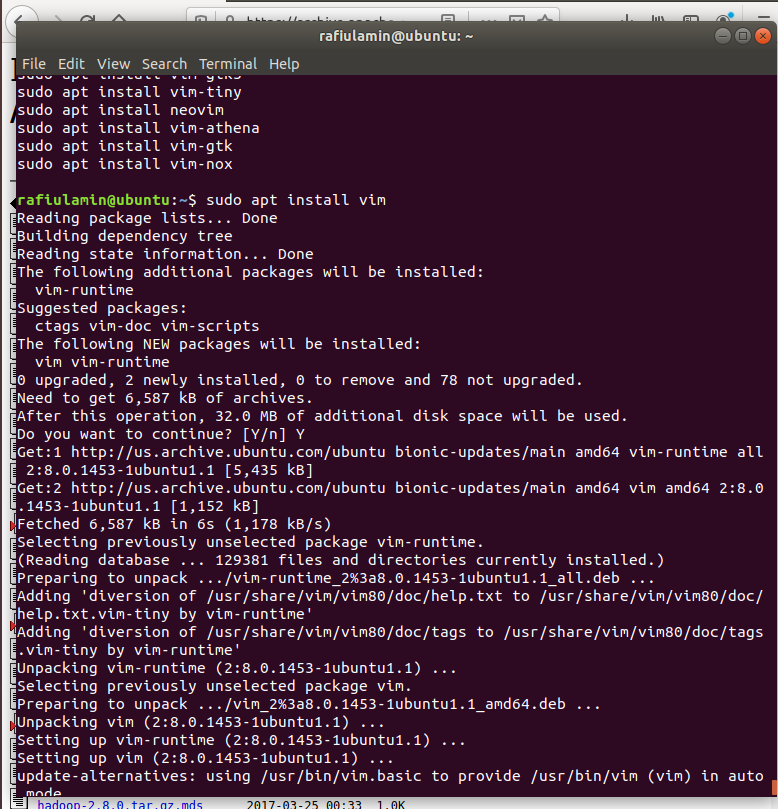 rafiulamin@ubuntu: ~
File Edit View Search Terminal Help
sudo apt install vim-gtk3
sudo apt install vim-tiny
sudo apt install neovim
sudo apt install vim-athena
sudo apt install vim-gtk
sudo apt install vim-nox
rafiulamin@ubuntu:~$ sudo apt install vim
Reading package lists... Done
Building dependency tree
Reading state information... Done
The following additional packages will be installed:
vim-runtime
Suggested packages:
ctags vim-doc vim-scripts
The following NEW packages will be installed:
vim vim-runtime
0 upgraded, 2 newly installed, 0 to remove and 78 not upgraded.
Need to get 6,587 kB of archives.
After this operation, 32.0 MB of additional disk space will be used.
Do you want to continue? [Y/n] Y
Get:1 http://us.archive.ubuntu.com/ubuntu bionic-updates/main amd64 vim-runtime all
2:8.0.1453-1ubuntu1.1 [5,435 kB]
Get:2 http://us.archive.ubuntu.com/ubuntu bionic-updates/main amd64 vim amd64 2:8.0
.1453-1ubuntu1.1 [1,152 kB]
Fetched 6,587 kB in 6s (1,178 kB/s)
Selecting previously unselected package vim-runtime.
(Reading database ... 129381 files and directories currently installed.)
Preparing to unpack .../vim-runtime_2%3a8.0.1453-1ubuntu1.1_all.deb ...
Adding 'diversion of /usr/share/vim/vim80/doc/help.txt to /usr/share/vim/vim80/doc/
help.txt.vim-tiny by vim-runtime'
Adding 'diversion of /usr/share/vim/vim80/doc/tags to /usr/share/vim/vim80/doc/tags
.vim-tiny by vim-runtime'
Unpacking vim-runtime (2:8.0.1453-1ubuntu1.1) ...
Selecting previously unselected package vim.
Preparing to unpack .../vim_2%3a8.0.1453-1ubuntu1.1_amd64.deb ...
Unpacking vim (2:8.0.1453-1ubuntu1.1) ...
Setting up vim-runtime (2:8.0.1453-1ubuntu1.1) ...
Setting up vim (2:8.0.1453-1ubuntu1.1) ...
update-alternatives: using /usr/bin/vim.basic to provide /usr/bin/vim (vim) in auto
mode
hadoop-2.8.0.tar.gz.mds 2017-03-25 00:33 1.0K